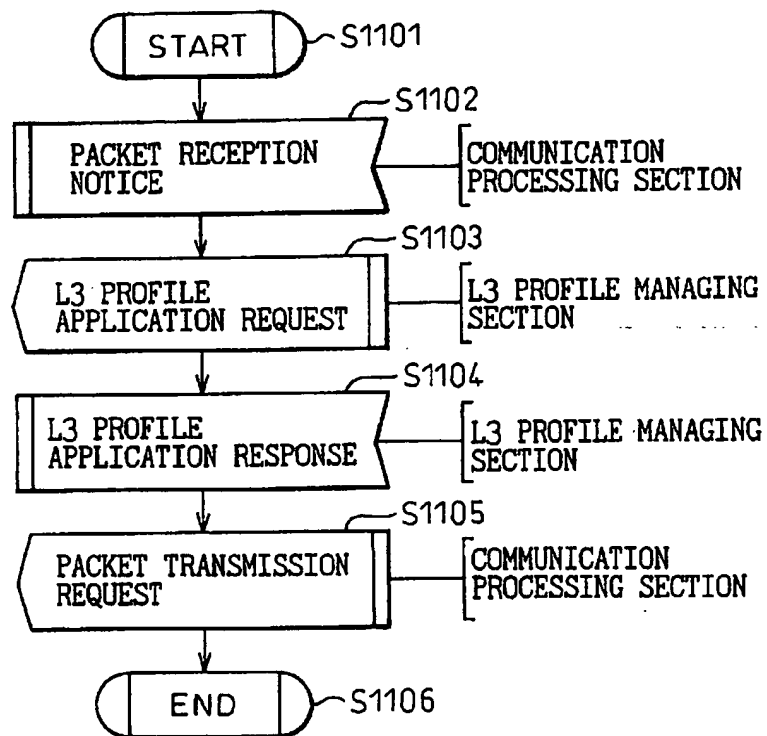 START
S1101
S1102
PACKET RECEPTION
NOTICE
COMMUNICATION
PROCESSING SECTION
S1103
L3 PROFILE
APPLICATION REQUEST
L3 PROFILE MANAGING
SECTION
S1104
L3 PROFILE
APPLICATION RESPONSE
L3 PROFILE MANAGING
SECTION
S1105
PACKET TRANSMISSION
REQUEST
COMMUNICATION
PROCESSING SECTION
END
S1106